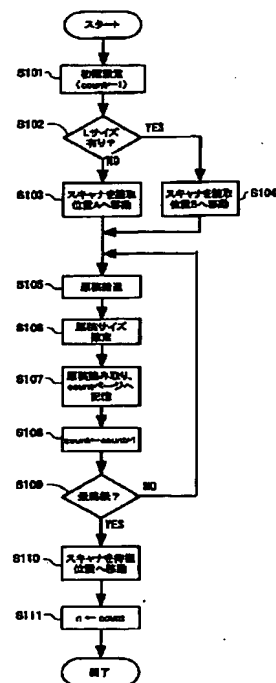 スタート
S101
初期設定
(count←1)
S102
Lサイズ
有り?
YES
NO
S103
スキャナを読取
位置Aへ移動
スキャナを読取
位置Bへ移動
S104
S105
原稿給送
S106
原稿サイズ
S107
原稿読み取り、
countページへ
記憶
S108
S109
最終紙?
NO
YES
S110
スキャナを待機
位置へ移動
S111
n ← count
終了